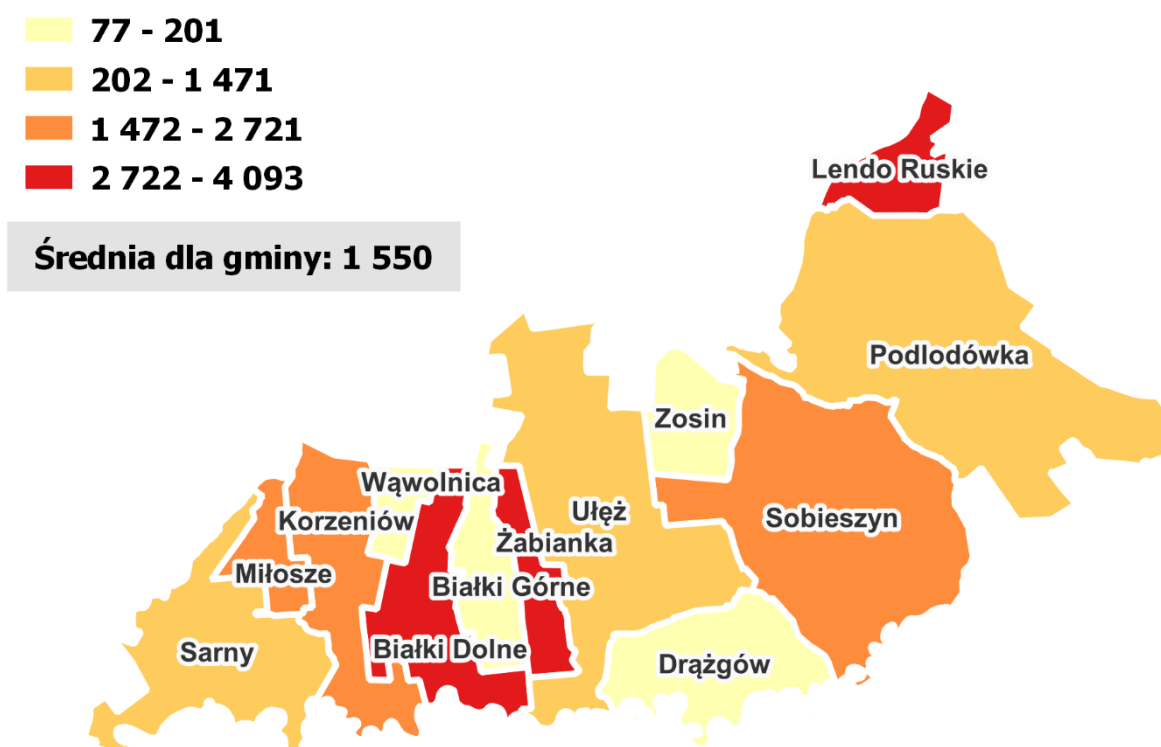 77 - 201
202 - 1 471
1 472 - 2 721
2 722 - 4 093
Średnia dla gminy: 1 550
Lendo Ruskie
Podlodówka
Zosin
Wąwolnica
Korzeniów
Ułęż
Sobieszyn
Żabianka
Miłosze
Białki Górne
Sarny
Białki Dolne
Drążgów